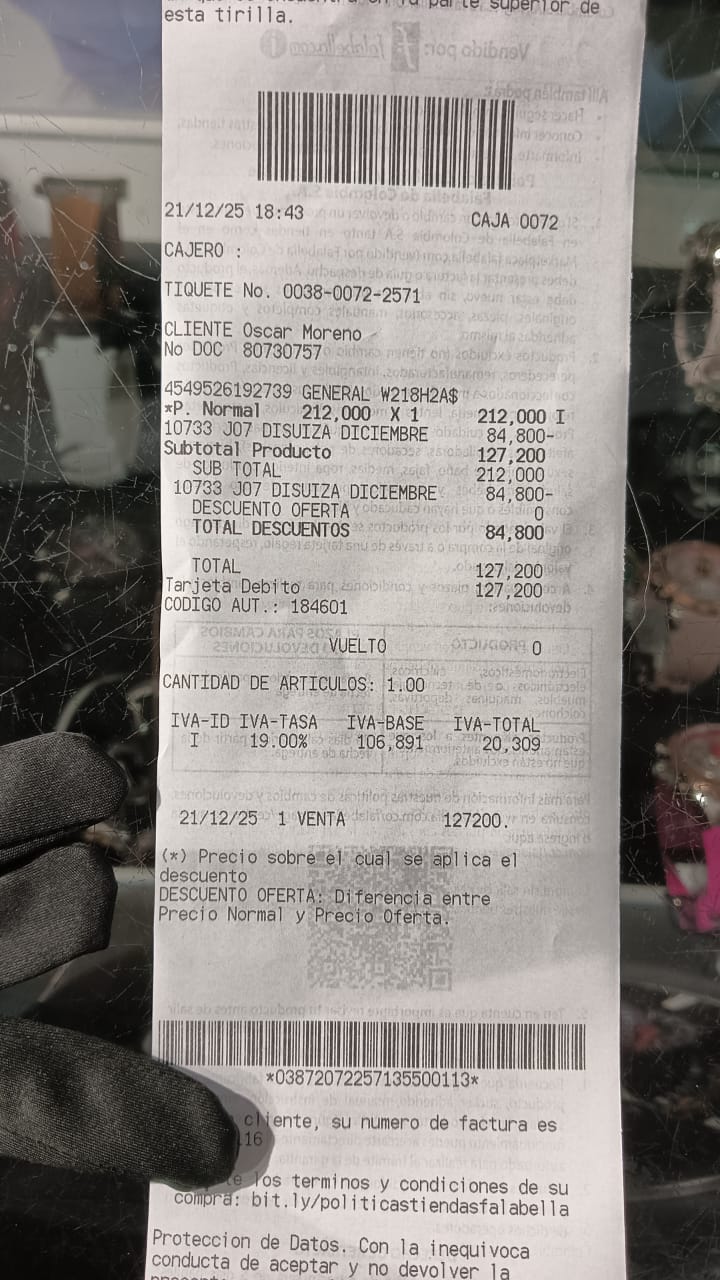 superior de
esta tirilla.
21/12/25 18:43 CAJA 0072
CAJERO :
TIQUETE No. 0038-0072-2571
CLIENTE Oscar Moreno
No DOC 80730757
4549526192739 GENERAL W218H2A$
*P. Normal 212,000 X 1 212,000 I
10733 J07 DISUIZA DICIEMBRE 84,800-
Subtotal Producto 127,200
SUB TOTAL 212,000
10733 J07 DISUIZA DICIEMBRE 84,800-
DESCUENTO OFERTA 0
TOTAL DESCUENTOS 84,800
TOTAL 127,200
Tarjeta Debito 127,200
CODIGO AUT.: 184601
VUELTO 0
CANTIDAD DE ARTICULOS: 1.00
IVA-ID IVA-TASA IVA-BASE IVA-TOTAL
I 19.00% 106,891 20,309
21/12/25 1 VENTA 127200.
(*) Precio sobre el cual se aplica el
descuento
DESCUENTO OFERTA: Diferencia entre
Precio Normal y Precio Oferta.
*03872072257135500113*
cliente, su numero de factura es
16
los terminos y condiciones de su
compra: bit.ly/politicastiendasfalabella
Proteccion de Datos. Con la inequivoca
conducta de aceptar y no devolver la